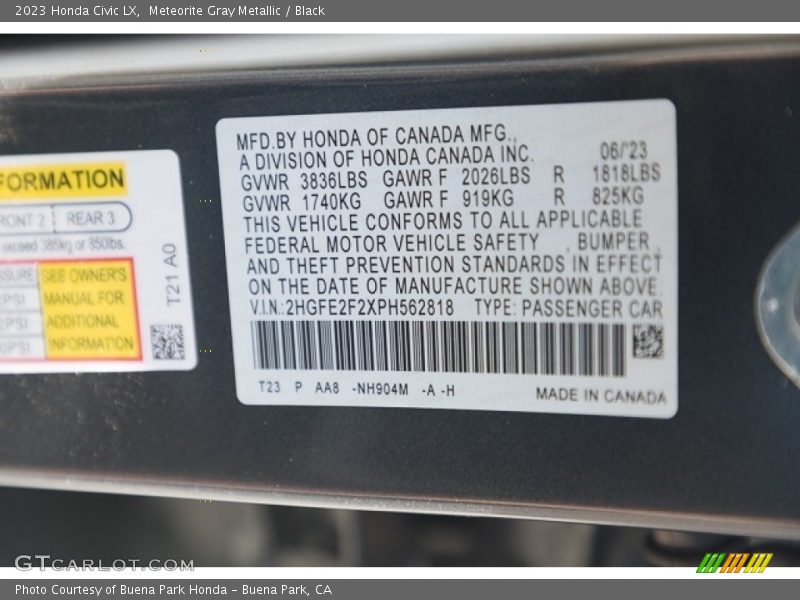 2023 Honda Civic LX, Meteorite Gray Metallic / Black
FORMATION
RONT 2 REAR 3
exceed 385kg or 850lbs.
SEE OWNER'S
MANUAL FOR
ADDITIONAL
INFORMATION
T21 A0
MFD.BY HONDA OF CANADA MFG.,
A DIVISION OF HONDA CANADA INC. 06/'23
GVWR 3836LBS GAWR F 2026LBS R 1818LBS
GVWR 1740KG GAWR F 919KG R 825KG
THIS VEHICLE CONFORMS TO ALL APPLICABLE
FEDERAL MOTOR VEHICLE SAFETY , BUMPER ,
AND THEFT PREVENTION STANDARDS IN EFFECT
ON THE DATE OF MANUFACTURE SHOWN ABOVE.
V.I.N.:2HGFE2F2XPH562818 TYPE: PASSENGER CAR
T23 P AA8 -NH904M -A -H MADE IN CANADA
GTCARLOT.COM
Photo Courtesy of Buena Park Honda - Buena Park, CA